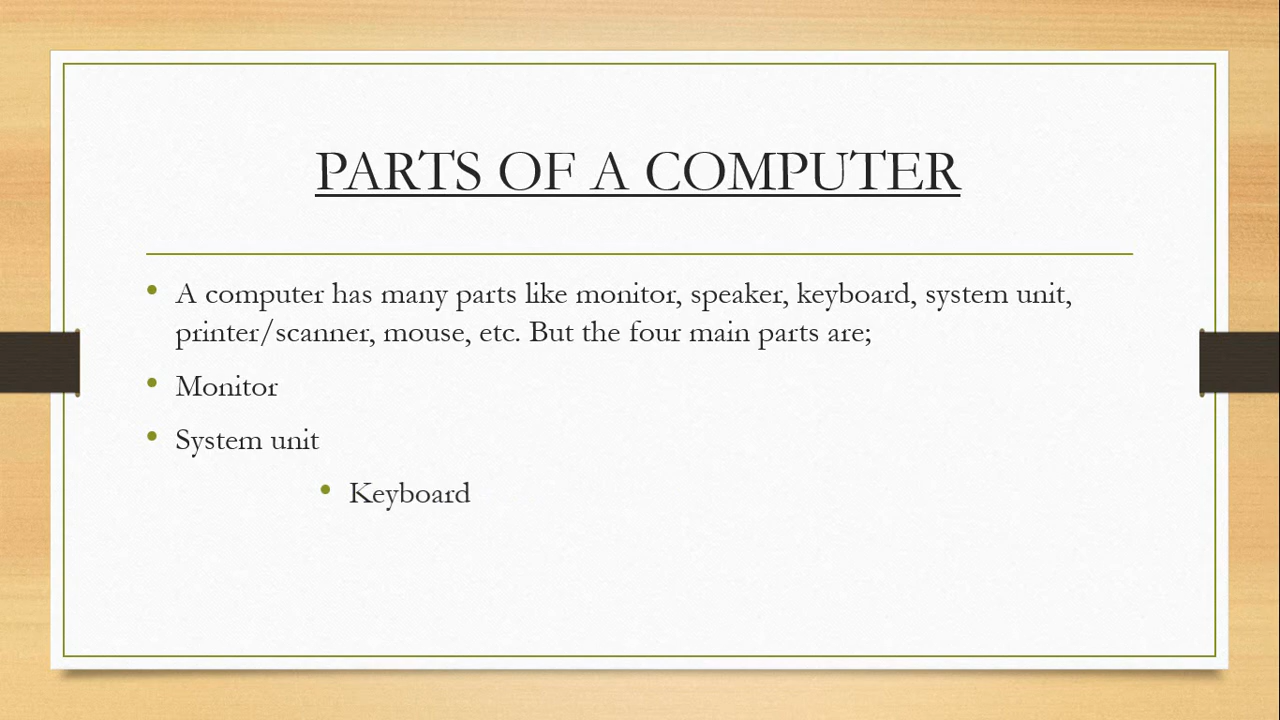 PARTS OF A COMPUTER
• A computer has many parts like monitor, speaker, keyboard, system unit,
printer/scanner, mouse, etc. But the four main parts are;
• Monitor
• System unit
• Keyboard